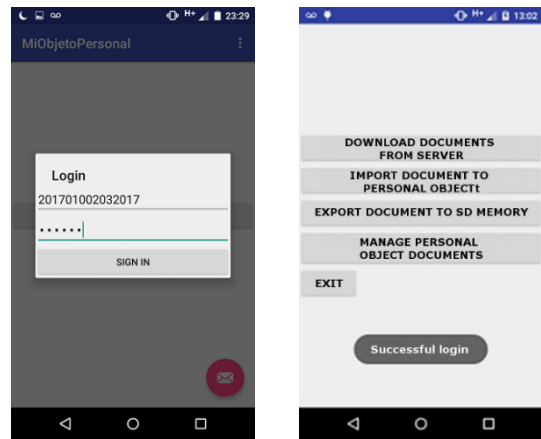 H+ 23:29
MiObjetoPersonal
Login
201701002032017
••••••
SIGN IN
H+ 13:02
DOWNLOAD DOCUMENTS
FROM SERVER
IMPORT DOCUMENT TO
PERSONAL OBJECTt
EXPORT DOCUMENT TO SD MEMORY
MANAGE PERSONAL
OBJECT DOCUMENTS
EXIT
Successful login